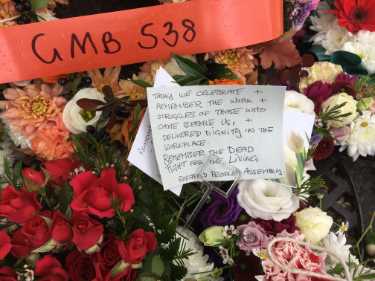 GMB S38
TODAY WE CELEBRATE +
REMEMBER THE WORK +
STRUGGLES OF THOSE WHO
CAME BEFORE US, +
DELIVERED DIGNITY IN THE
WORKPLACE
REMEMBER THE DEAD
FIGHT FOR THE LIVING
ASSEMBLY